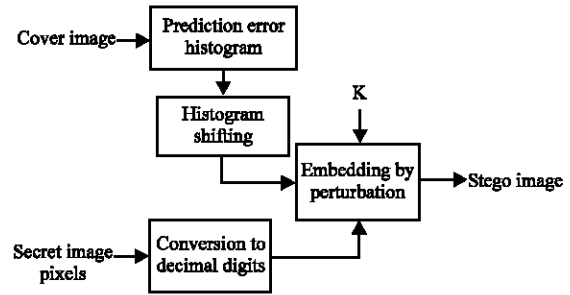 Cover image
Prediction error
histogram
Histogram
shifting
K
Embedding by
perturbation
Stego image
Secret image
pixels
Conversion to
decimal digits